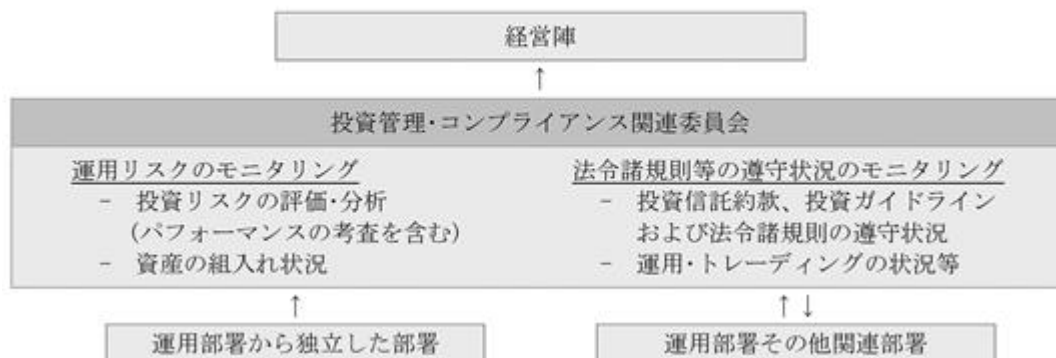 経営陣
↑
投資管理・コンプライアンス関連委員会
運用リスクのモニタリング
- 投資リスクの評価・分析
(パフォーマンスの考査を含む)
- 資産の組入れ状況
法令諸規則等の遵守状況のモニタリング
- 投資信託約款、投資ガイドライン
および法令諸規則の遵守状況
- 運用・トレーディングの状況等
↑
↑↓
運用部署から独立した部署
運用部署その他関連部署